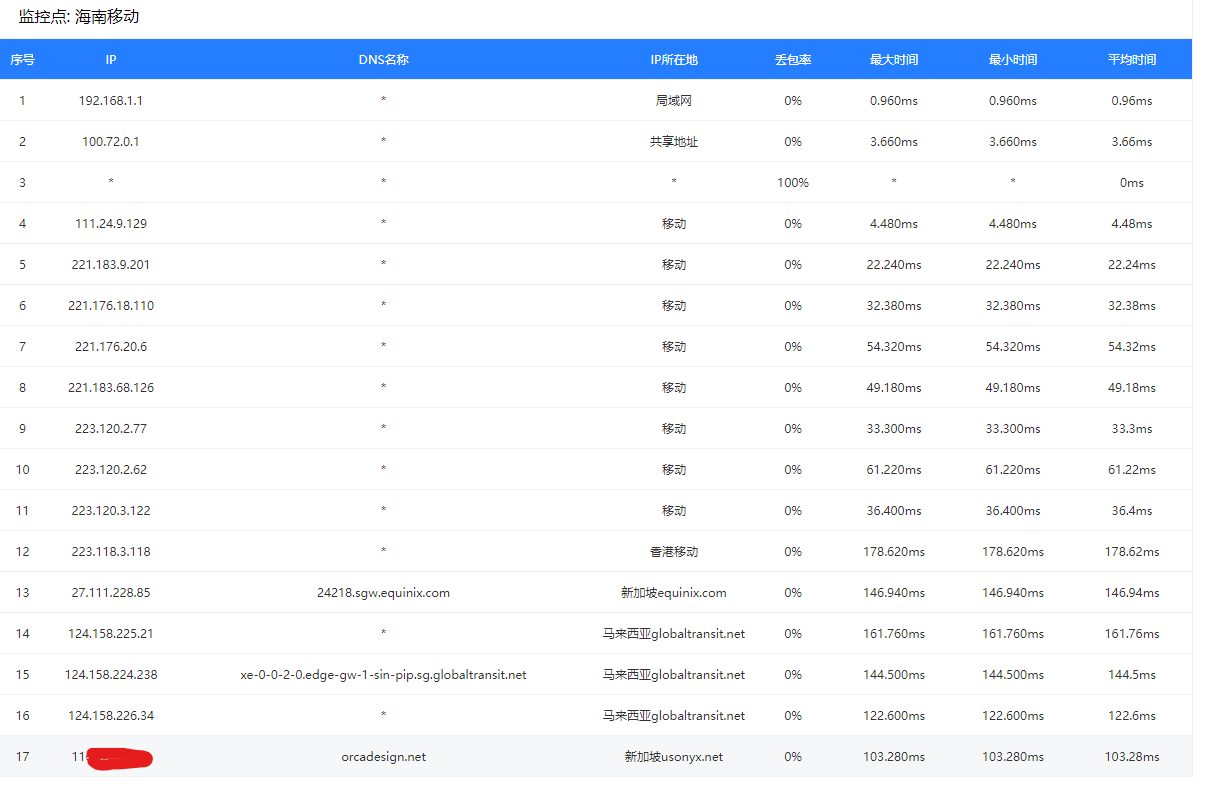 监控点: 海南移动
序号 IP DNS名称 IP所在地 丢包率 最大时间 最小时间 平均时间
1 192.168.1.1 * 局域网 0% 0.960ms 0.960ms 0.96ms
2 100.72.0.1 * 共享地址 0% 3.660ms 3.660ms 3.66ms
3 * * * 100% * * 0ms
4 111.24.9.129 * 移动 0% 4.480ms 4.480ms 4.48ms
5 221.183.9.201 * 移动 0% 22.240ms 22.240ms 22.24ms
6 221.176.18.110 * 移动 0% 32.380ms 32.380ms 32.38ms
7 221.176.20.6 * 移动 0% 54.320ms 54.320ms 54.32ms
8 221.183.68.126 * 移动 0% 49.180ms 49.180ms 49.18ms
9 223.120.2.77 * 移动 0% 33.300ms 33.300ms 33.3ms
10 223.120.2.62 * 移动 0% 61.220ms 61.220ms 61.22ms
11 223.120.3.122 * 移动 0% 36.400ms 36.400ms 36.4ms
12 223.118.3.118 * 香港移动 0% 178.620ms 178.620ms 178.62ms
13 27.111.228.85 24218.sgw.equinix.com 新加坡equinix.com 0% 146.940ms 146.940ms 146.94ms
14 124.158.225.21 * 马来西亚globaltransit.net 0% 161.760ms 161.760ms 161.76ms
15 124.158.224.238 xe-0-0-2-0.edge-gw-1-sin-pip.sg.globaltransit.net 马来西亚globaltransit.net 0% 144.500ms 144.500ms 144.5ms
16 124.158.226.34 * 马来西亚globaltransit.net 0% 122.600ms 122.600ms 122.6ms
17 11 orcadesign.net 新加坡usonyx.net 0% 103.280ms 103.280ms 103.28ms